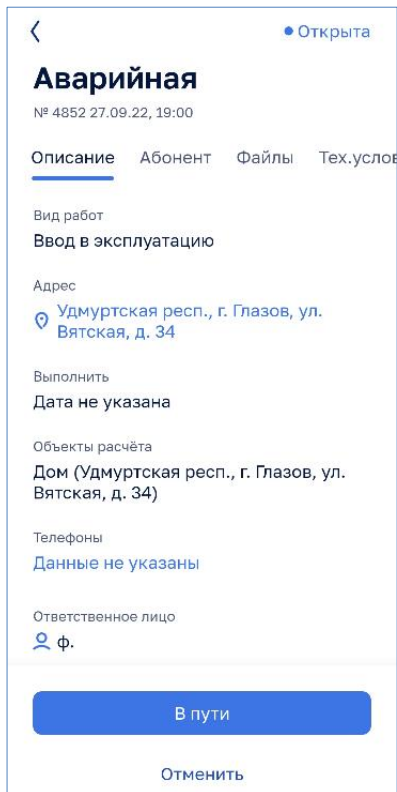 Открыта
Аварийная
№ 4852 27.09.22, 19:00
Описание Абонент Файлы Тех.услов
Вид работ
Ввод в эксплуатацию
Адрес
Удмуртская респ., г. Глазов, ул.
Вятская, д. 34
Выполнить
Дата не указана
Объекты расчёта
Дом (Удмуртская респ., г. Глазов, ул.
Вятская, д. 34)
Телефоны
Данные не указаны
Ответственное лицо
ф.
В пути
Отменить